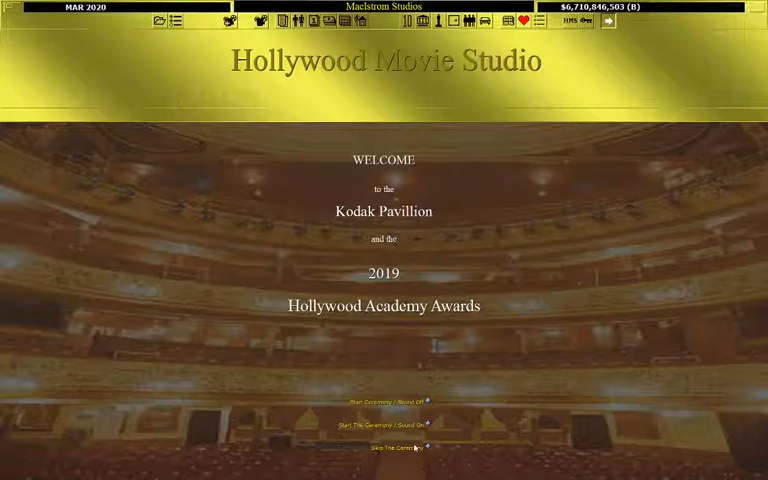 MAR 2020
Maelstrom Studios
$6,710,846,503 (B)
HMS
Hollywood Movie Studio
WELCOME
to the
Kodak Pavillion
and the
2019
Hollywood Academy Awards
Start Ceremony / Sound Off
Start The Ceremony / Sound On
Skip The Ceremony